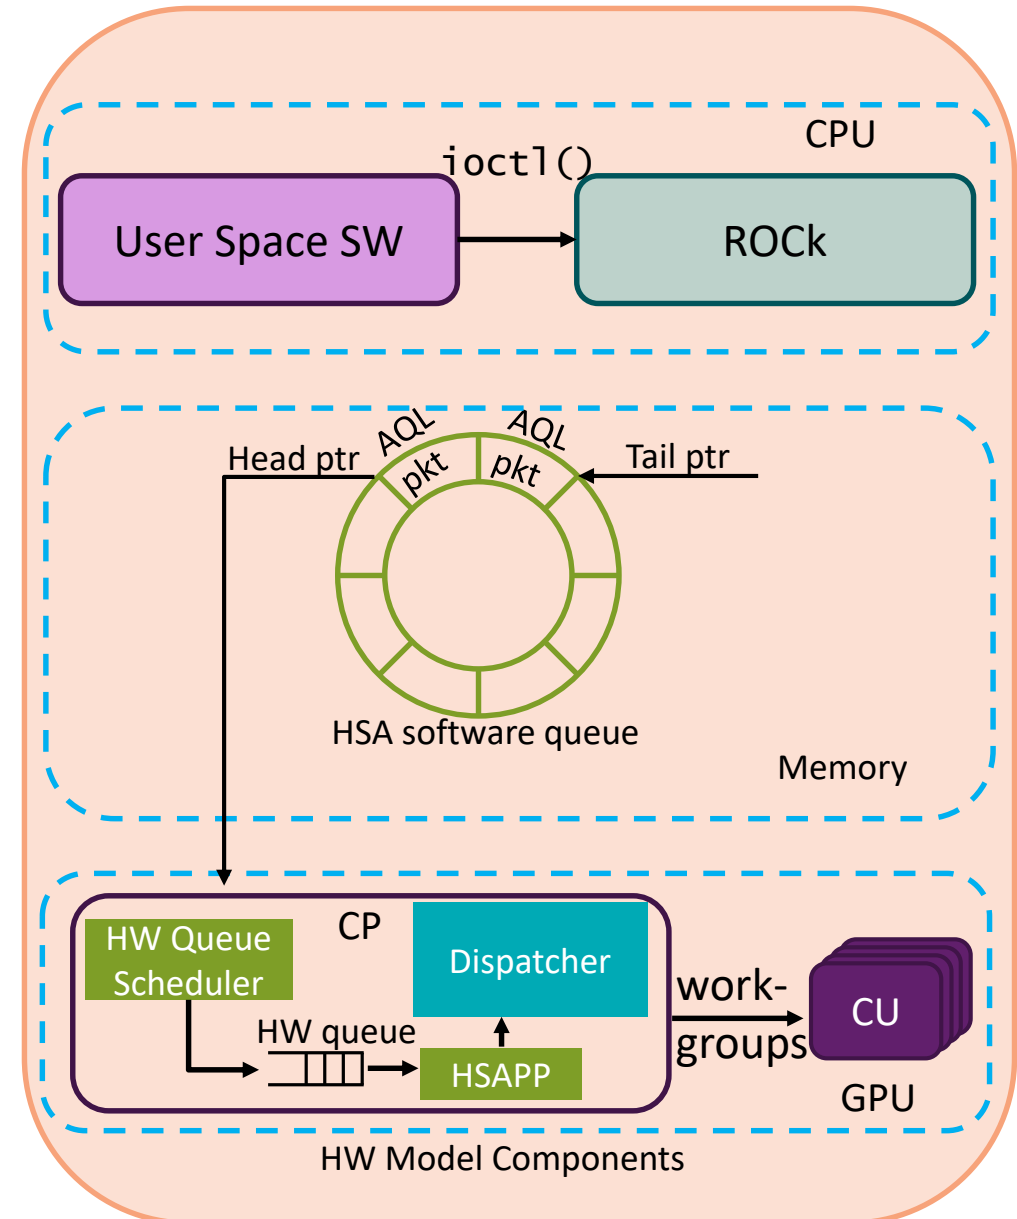 CPU
ioctl()
User Space SW
ROCk
AQL
AQL
Head ptr
pkt
pkt
Tail ptr
HSA software queue
Memory
CP
HW Queue
Scheduler
Dispatcher
HW queue
HSAPP
work-
groups
CU
GPU
HW Model Components